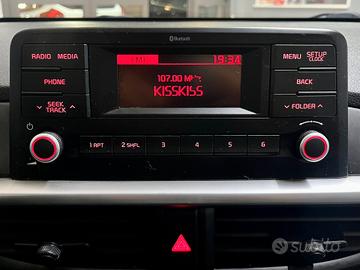 Bluetooth
RADIO MEDIA
FM1 19:34
MENU SETUP
CLOCK
107.00 MHz
PHONE
KISSKISS
BACK
SEEK
TRACK
FOLDER
1 RPT 2 SHFL 3 4 5 6
subito